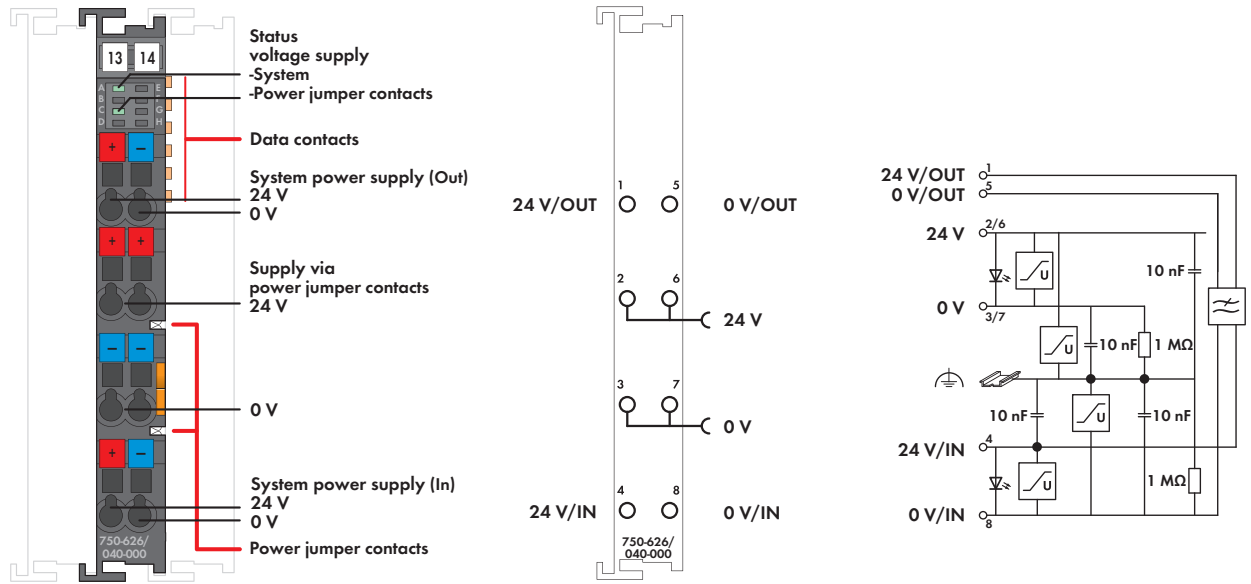 13 14
A E
B F
C G
D H
+ −
+ +
− −
+ −
750-626/
040-000
Status
voltage supply
-System
-Power jumper contacts
Data contacts
System power supply (Out)
24 V
0 V
Supply via
power jumper contacts
24 V
0 V
System power supply (In)
24 V
0 V
Power jumper contacts
1 5
24 V/OUT 0 V/OUT
2 6
24 V
3 7
0 V
4 8
24 V/IN 0 V/IN
750-626/
040-000
24 V/OUT 1
0 V/OUT 5
24 V 2/6
U
10 nF
0 V 3/7
U
10 nF 1 MΩ
10 nF U 10 nF
24 V/IN 4
U
1 MΩ
0 V/IN 8